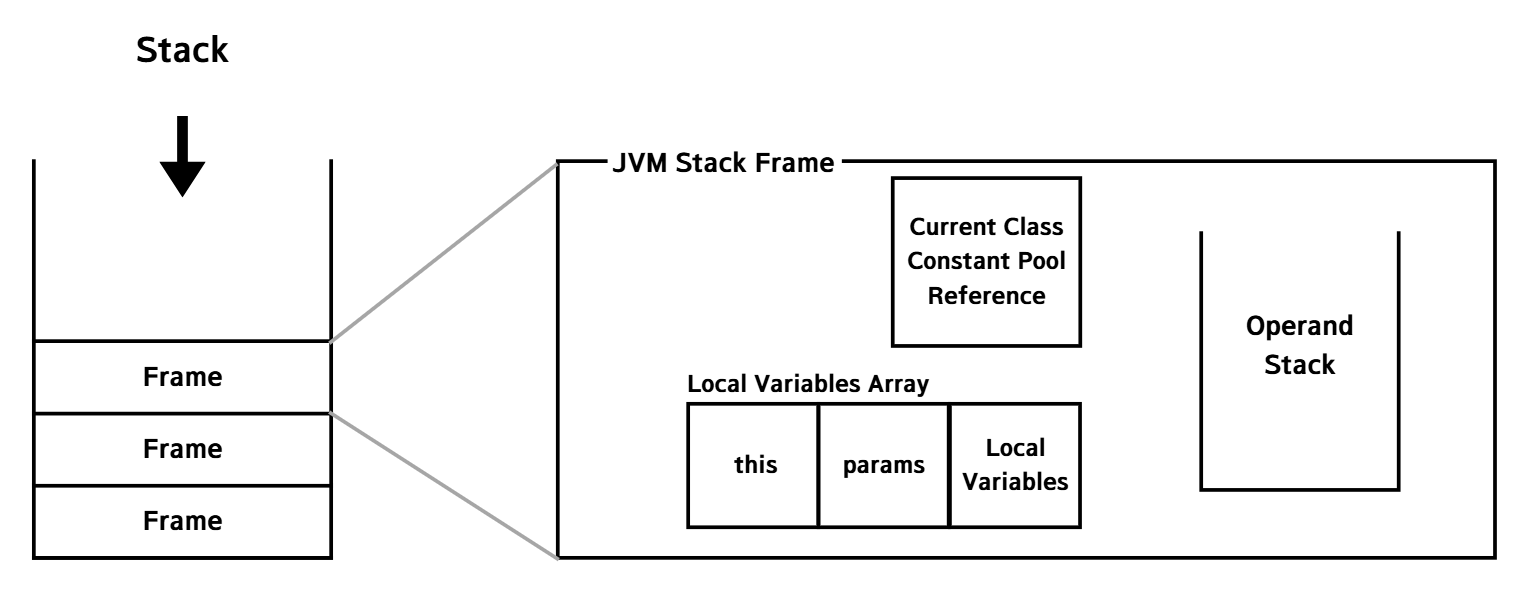 Stack
JVM Stack Frame
Current Class
Constant Pool
Reference
Operand
Stack
Frame
Frame
Frame
Local Variables Array
this
params
Local
Variables